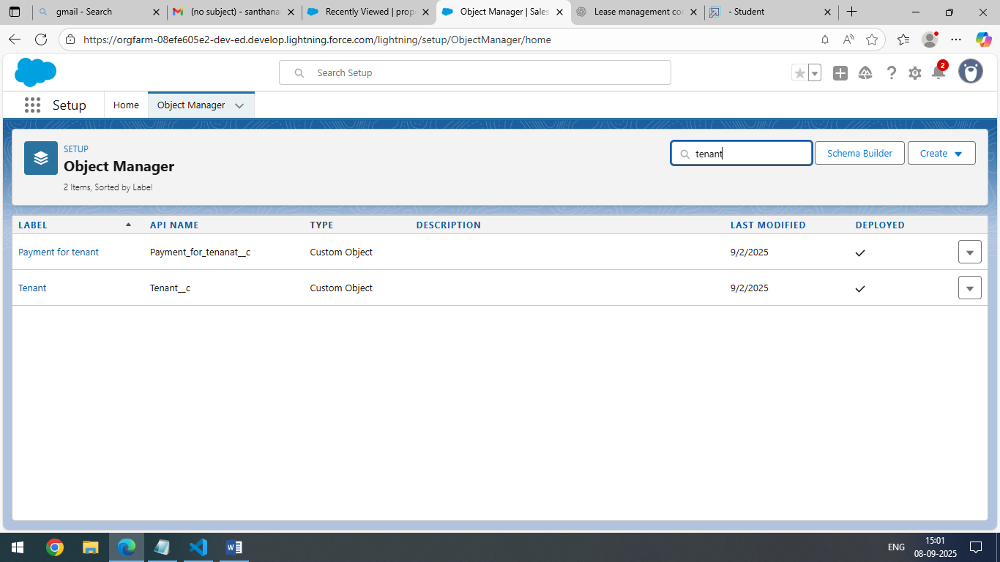 gmail - Search
(no subject) - santhana
Recently Viewed | prop
Object Manager | Sales
Lease management co
- Student
https://orgfarm-08efe605e2-dev-ed.develop.lightning.force.com/lightning/setup/ObjectManager/home
Search Setup
2
Setup
Home
Object Manager
SETUP
Object Manager
2 Items, Sorted by Label
tenant
Schema Builder
Create
LABEL API NAME TYPE DESCRIPTION LAST MODIFIED DEPLOYED
Payment for tenant Payment_for_tenanat__c Custom Object 9/2/2025
Tenant Tenant__c Custom Object 9/2/2025
ENG
15:01
08-09-2025